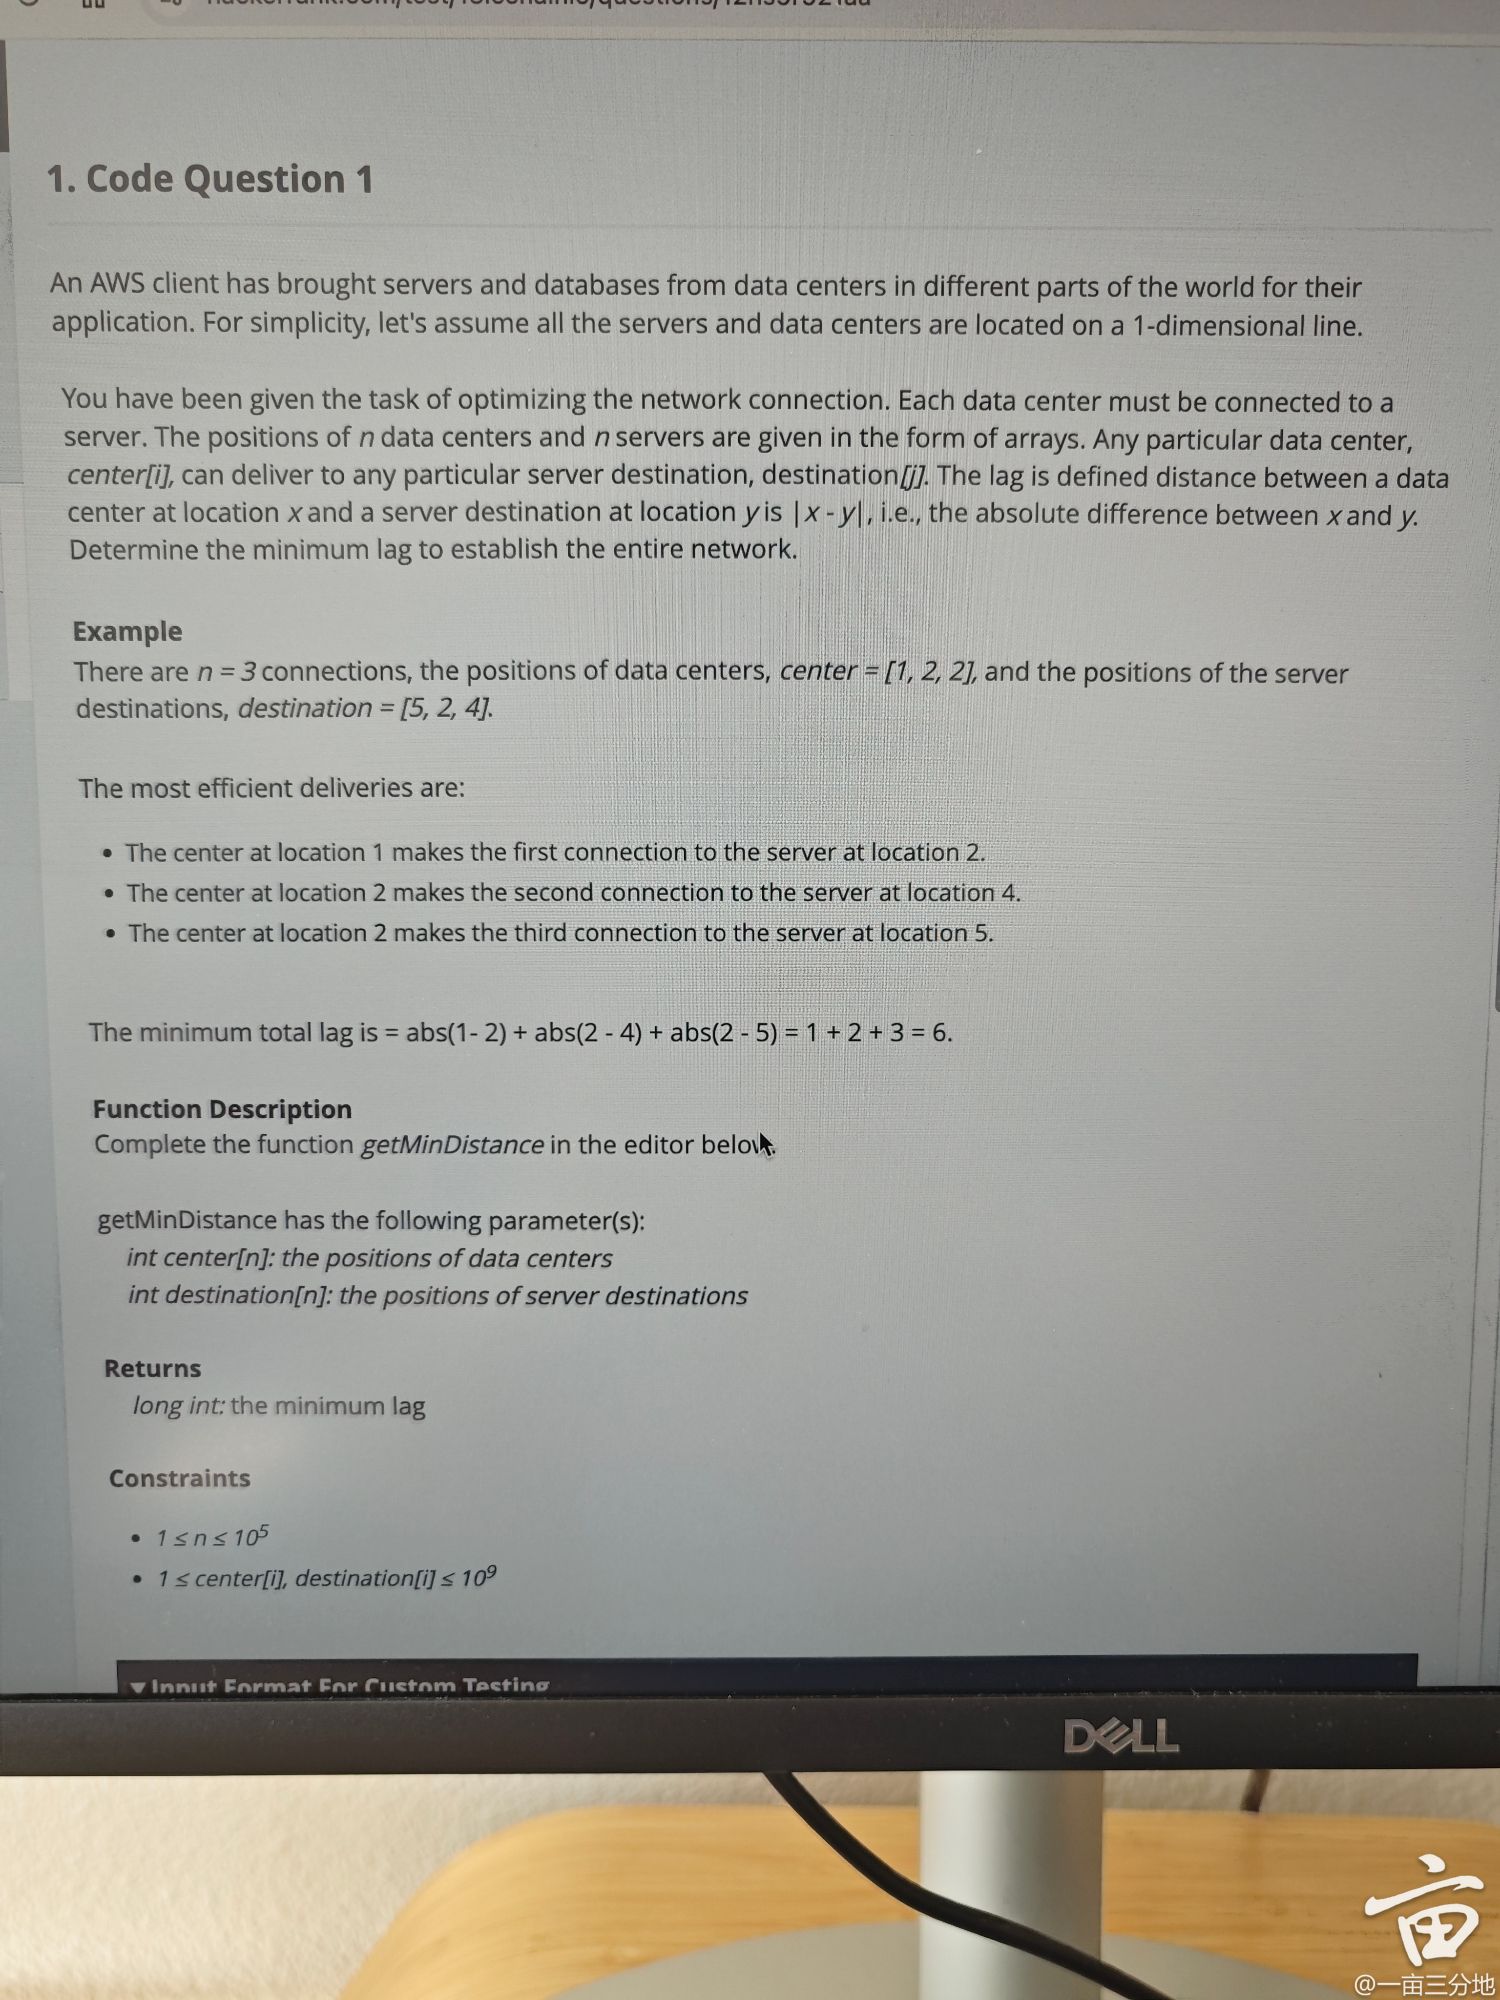 1. Code Question 1
An AWS client has brought servers and databases from data centers in different parts of the world for their
application. For simplicity, let's assume all the servers and data centers are located on a 1-dimensional line.
You have been given the task of optimizing the network connection. Each data center must be connected to a
server. The positions of n data centers and n servers are given in the form of arrays. Any particular data center,
center[i], can deliver to any particular server destination, destination[j]. The lag is defined distance between a data
center at location x and a server destination at location y is |x - y|, i.e., the absolute difference between x and y.
Determine the minimum lag to establish the entire network.
Example
There are n = 3 connections, the positions of data centers, center = [1, 2, 2], and the positions of the server
destinations, destination = [5, 2, 4].
The most efficient deliveries are:
• The center at location 1 makes the first connection to the server at location 2.
• The center at location 2 makes the second connection to the server at location 4.
• The center at location 2 makes the third connection to the server at location 5.
The minimum total lag is = abs(1- 2) + abs(2 - 4) + abs(2 - 5) = 1 + 2 + 3 = 6.
Function Description
Complete the function getMinDistance in the editor below.
getMinDistance has the following parameter(s):
int center[n]: the positions of data centers
int destination[n]: the positions of server destinations
Returns
long int: the minimum lag
Constraints
• 1 ≤ n ≤ 10⁵
• 1 ≤ center[i], destination[i] ≤ 10⁹
▼ Input Format For Custom Testing
DELL
亩
@一亩三分地